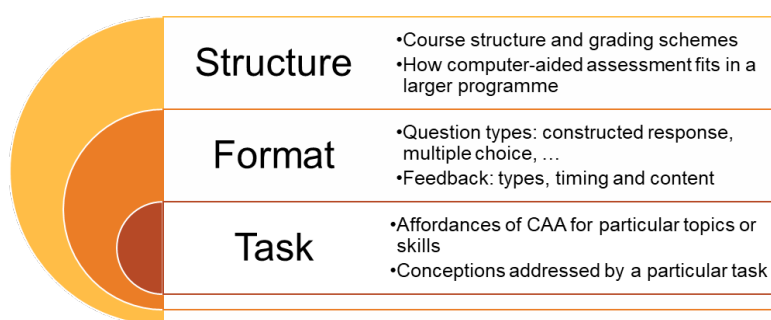 Structure
•Course structure and grading schemes
•How computer-aided assessment fits in a
larger programme
Format
•Question types: constructed response,
multiple choice, ...
•Feedback: types, timing and content
Task
•Affordances of CAA for particular topics or
skills
•Conceptions addressed by a particular task